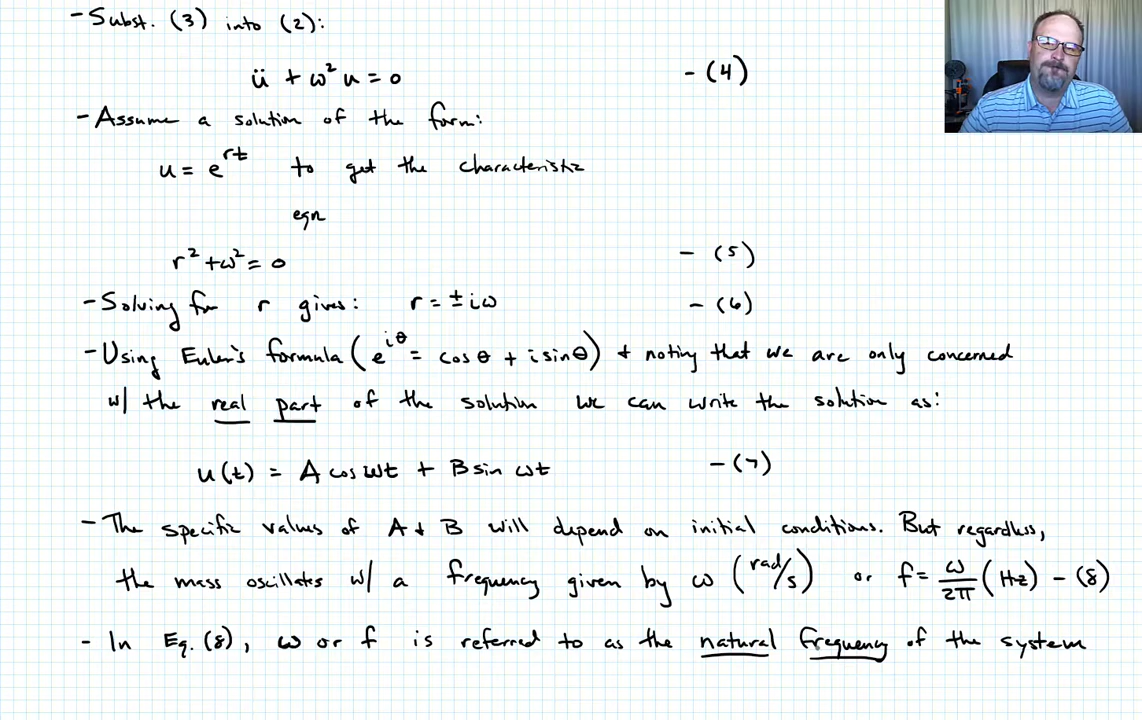 - Subst. (3) into (2):
ü + ω² u = 0 - (4)
- Assume a solution of the form:
u = e^rt to get the characteristic
eqn
r² + ω² = 0 - (5)
- Solving for r gives: r = ± iω - (6)
- Using Euler's formula (e^iθ = cos θ + i sin θ) & noting that we are only concerned
w/ the real part of the solution we can write the solution as:
u(t) = A cos ωt + B sin ωt - (7)
- The specific values of A & B will depend on initial conditions. But regardless,
the mass oscillates w/ a frequency given by ω (rad/s) or f = ω/2π (Hz) - (8)
- In Eq. (8), ω or f is referred to as the natural frequency of the system